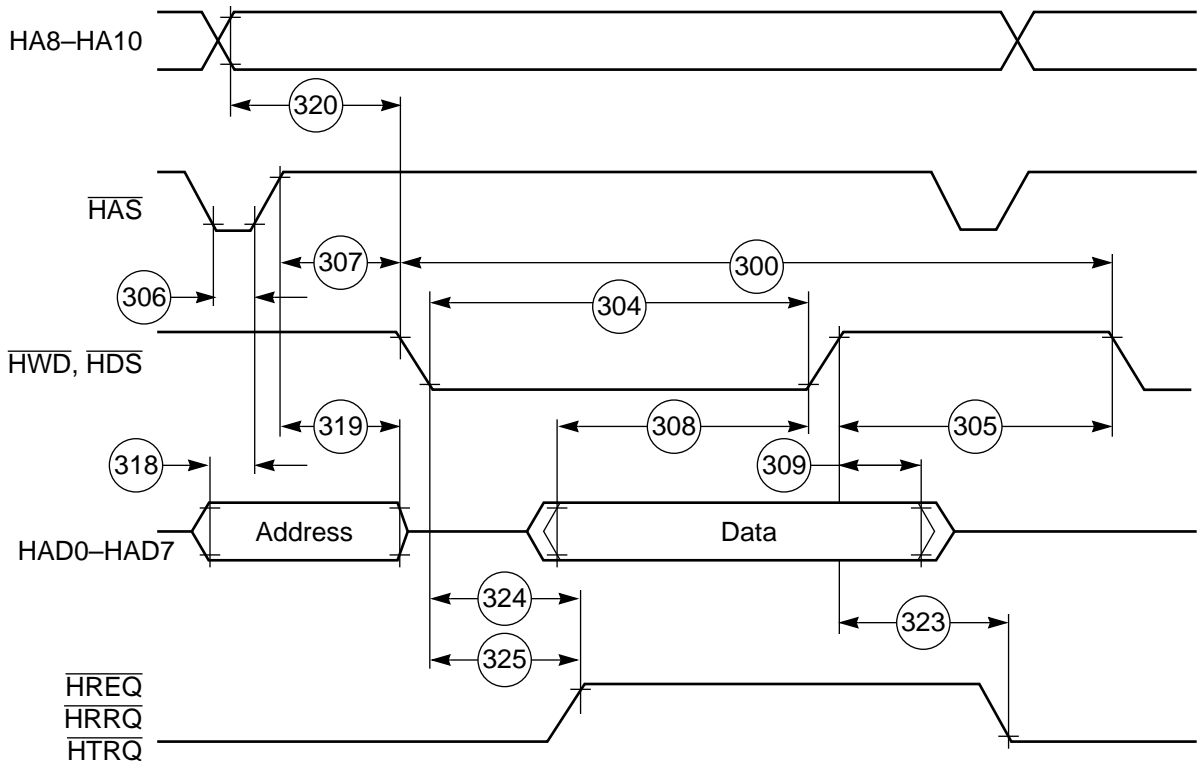 HA8–HA10
320
HAS
307
300
306
304
HWD, HDS
319
308
305
318
309
Address
Data
HAD0–HAD7
324
323
325
HREQ
HRRQ
HTRQ